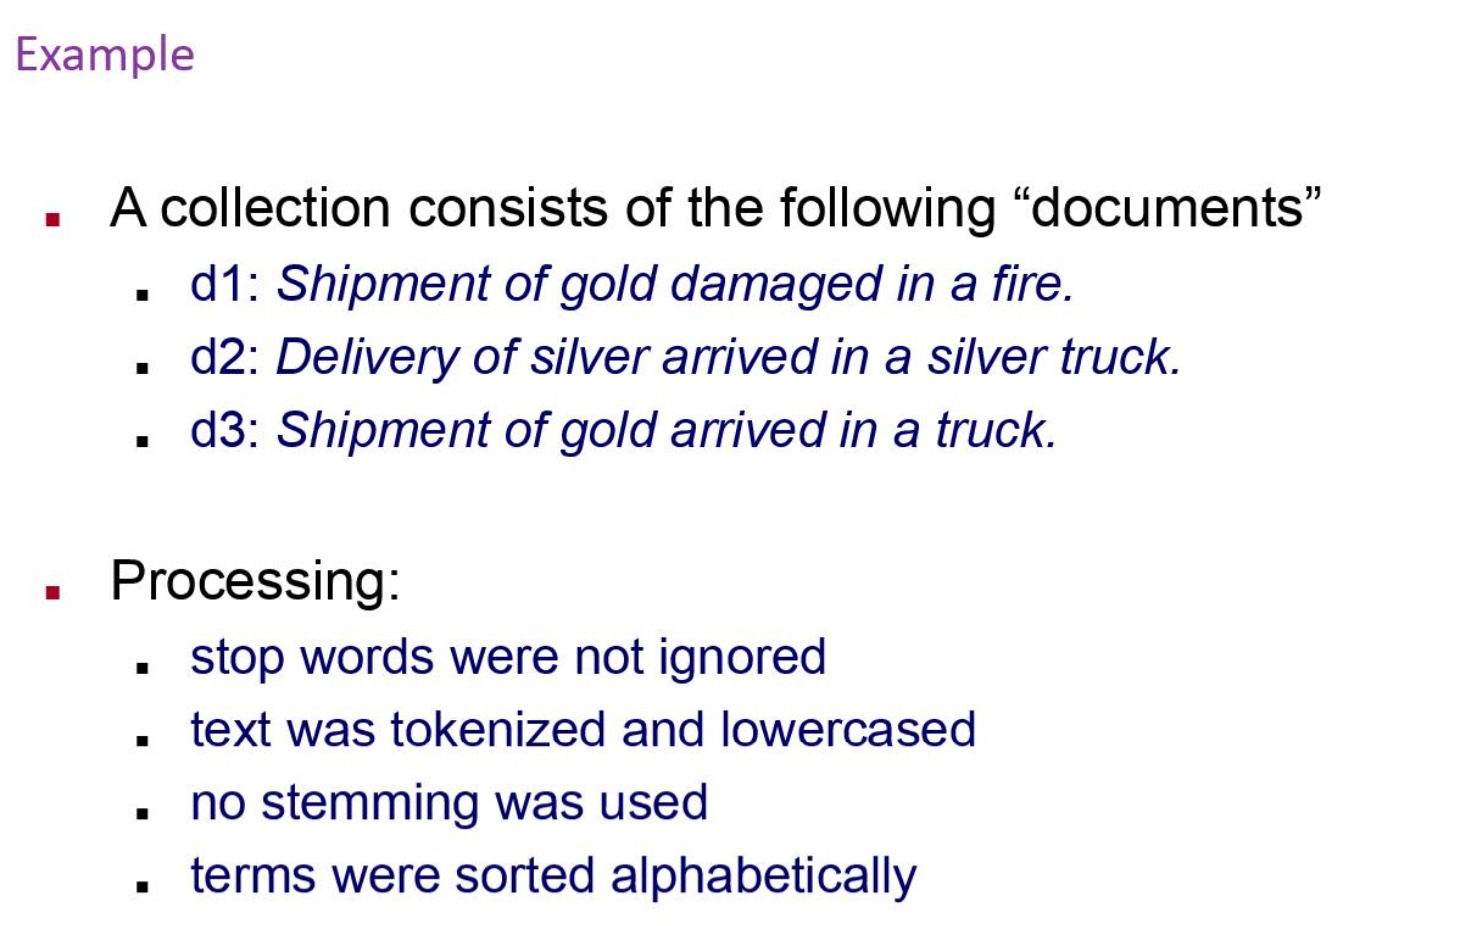 Example
▪ A collection consists of the following “documents”
▪ d1: Shipment of gold damaged in a fire.
▪ d2: Delivery of silver arrived in a silver truck.
▪ d3: Shipment of gold arrived in a truck.
▪ Processing:
▪ stop words were not ignored
▪ text was tokenized and lowercased
▪ no stemming was used
▪ terms were sorted alphabetically